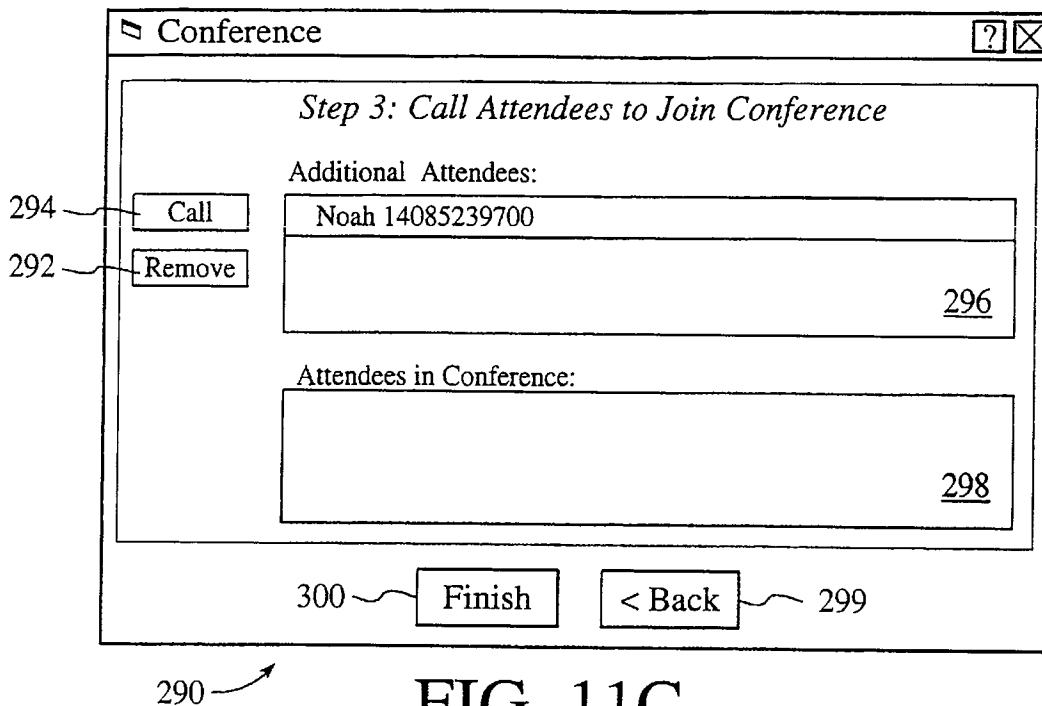 Conference
?
Step 3: Call Attendees to Join Conference
Additional Attendees:
294
Call
Noah 14085239700
292
Remove
296
Attendees in Conference:
298
300
Finish
< Back
299
290
FIG. 11C